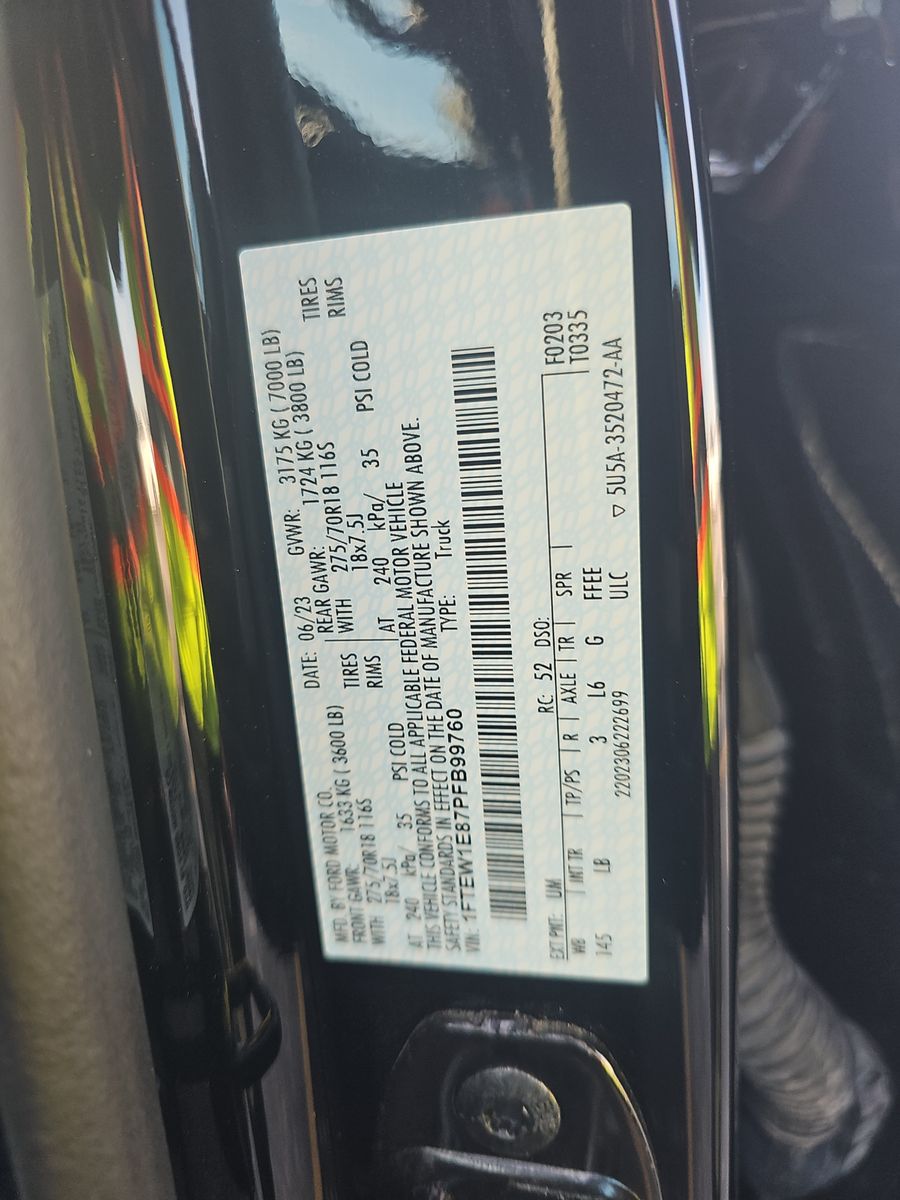 MFD. BY FORD MOTOR CO.
DATE: 06/23 GVWR: 3175 KG ( 7000 LB)
FRONT GAWR: 1633 KG ( 3600 LB) REAR GAWR: 1724 KG ( 3800 LB)
WITH 275/70R18 116S TIRES WITH 275/70R18 116S TIRES
18x7.5J RIMS 18x7.5J RIMS
AT 240 kPa/ 35 PSI COLD AT 240 kPa/ 35 PSI COLD
THIS VEHICLE CONFORMS TO ALL APPLICABLE FEDERAL MOTOR VEHICLE
SAFETY STANDARDS IN EFFECT ON THE DATE OF MANUFACTURE SHOWN ABOVE.
VIN: 1FTEW1E87PFB99760 TYPE: Truck
EXT PNT: UM RC: 52 DSO: F0203
WB INT TR TP/PS R AXLE TR SPR T0335
145 LB 3 L6 G FFEE
2202306222699 ULC ▽ 5U5A-3520472-AA